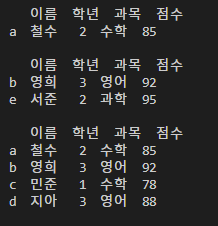 이름 학년 과목 점수
a 철수 2 수학 85
이름 학년 과목 점수
b 영희 3 영어 92
e 서준 2 과학 95
이름 학년 과목 점수
a 철수 2 수학 85
b 영희 3 영어 92
c 민준 1 수학 78
d 지아 3 영어 88